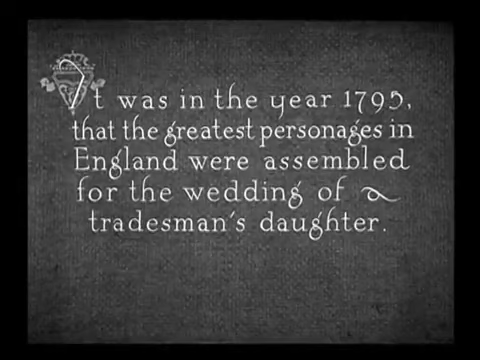 It was in the year 1795,
that the greatest personages in
England were assembled
for the wedding of a
tradesman's daughter.